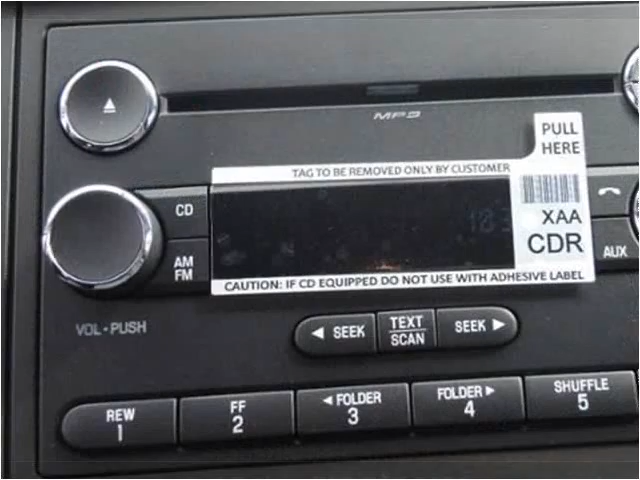 MP3
PULL
HERE
TAG TO BE REMOVED ONLY BY CUSTOMER
CD
XAA
CDR
AM
FM
AUX
CAUTION: IF CD EQUIPPED DO NOT USE WITH ADHESIVE LABEL
VOL • PUSH
◄ SEEK
TEXT
SCAN
SEEK ►
REW
1
FF
2
◄ FOLDER
3
FOLDER ►
4
SHUFFLE
5